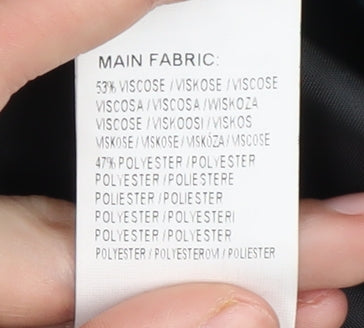 MAIN FABRIC:
53% VISCOSE / VISKOSE / VISCOSE
VISCOSA / VISCOSA / WISKOZA
VISCOSE / VISKOOSI / VISKOS
VISKOSE / VISKOSE / VISKÓZA / VISCOSE
47% POLYESTER / POLYESTER
POLYESTER / POLIESTERE
POLIESTER / POLIESTER
POLYESTER / POLYESTERI
POLYESTER / POLYESTER
POLYESTER / POLYESTEROVÝ / POLIESTER